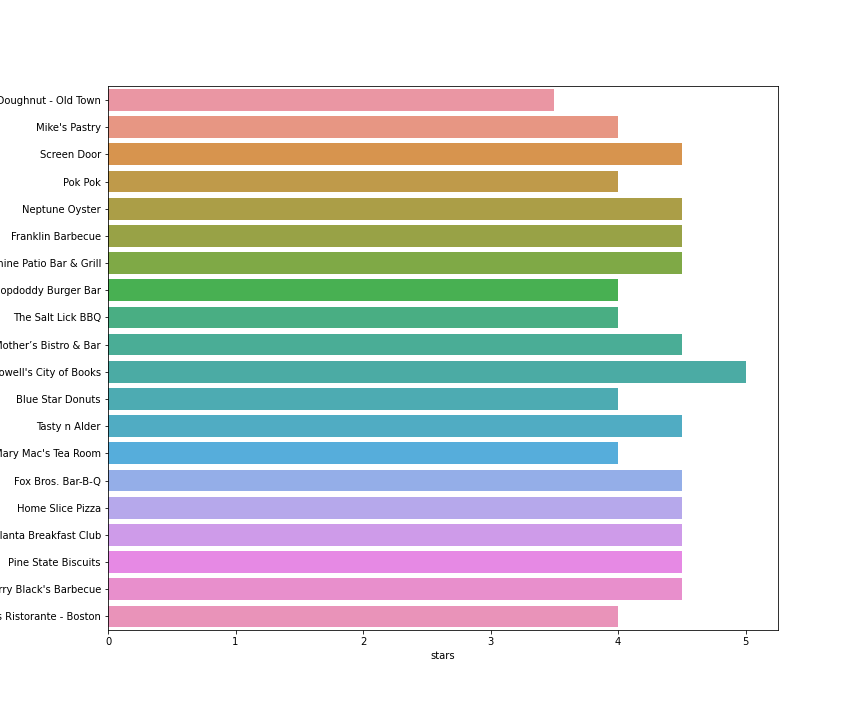 Doughnut - Old Town
Mike's Pastry
Screen Door
Pok Pok
Neptune Oyster
Franklin Barbecue
Patio Bar & Grill
opdoddy Burger Bar
The Salt Lick BBQ
Mother’s Bistro & Bar
owell's City of Books
Blue Star Donuts
Tasty n Alder
Mary Mac's Tea Room
Fox Bros. Bar-B-Q
Home Slice Pizza
lanta Breakfast Club
Pine State Biscuits
rry Black's Barbecue
s Ristorante - Boston
0 1 2 3 4 5
stars